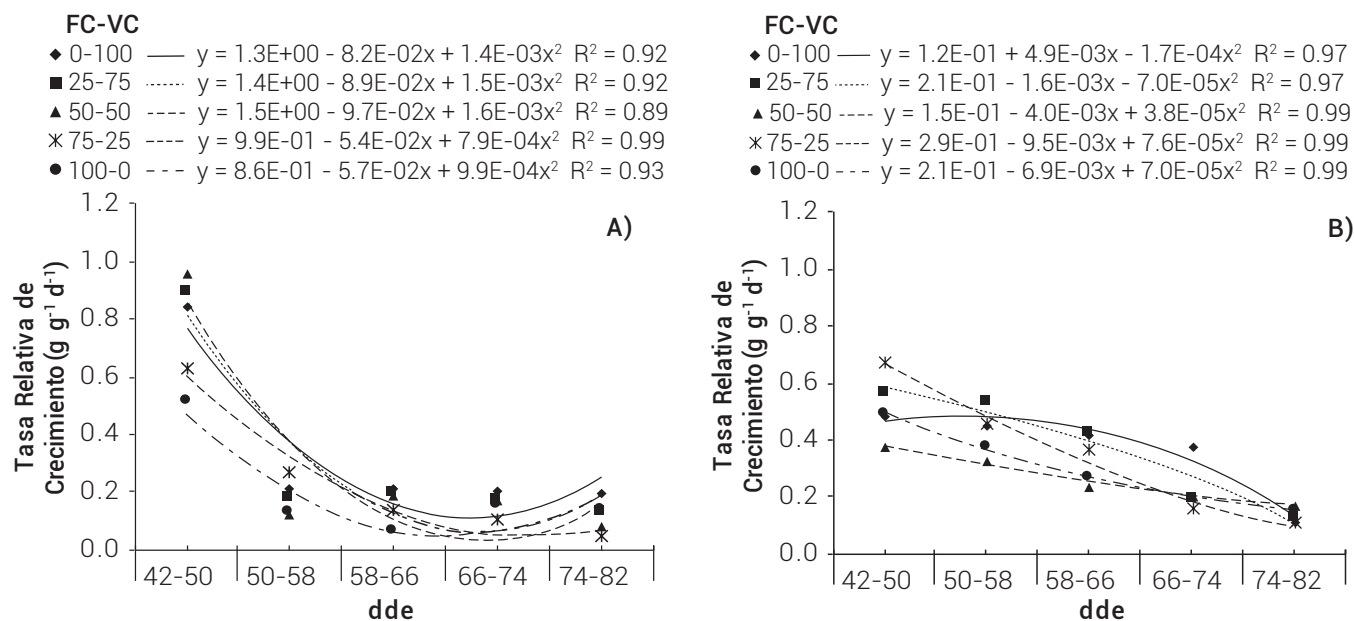 FC-VC
0-100 y = 1.3E+00 - 8.2E-02x + 1.4E-03x² R² = 0.92
25-75 y = 1.4E+00 - 8.9E-02x + 1.5E-03x² R² = 0.92
50-50 y = 1.5E+00 - 9.7E-02x + 1.6E-03x² R² = 0.89
75-25 y = 9.9E-01 - 5.4E-02x + 7.9E-04x² R² = 0.99
100-0 y = 8.6E-01 - 5.7E-02x + 9.9E-04x² R² = 0.93
A)
Tasa Relativa de
Crecimiento (g g⁻¹ d⁻¹)
1.2
1.0
0.8
0.6
0.4
0.2
0.0
42-50 50-58 58-66 66-74 74-82
dde
FC-VC
0-100 y = 1.2E-01 + 4.9E-03x - 1.7E-04x² R² = 0.97
25-75 y = 2.1E-01 - 1.6E-03x - 7.0E-05x² R² = 0.97
50-50 y = 1.5E-01 - 4.0E-03x + 3.8E-05x² R² = 0.99
75-25 y = 2.9E-01 - 9.5E-03x + 7.6E-05x² R² = 0.99
100-0 y = 2.1E-01 - 6.9E-03x + 7.0E-05x² R² = 0.99
B)
Tasa Relativa de
Crecimiento (g g⁻¹ d⁻¹)
1.2
1.0
0.8
0.6
0.4
0.2
0.0
42-50 50-58 58-66 66-74 74-82
dde